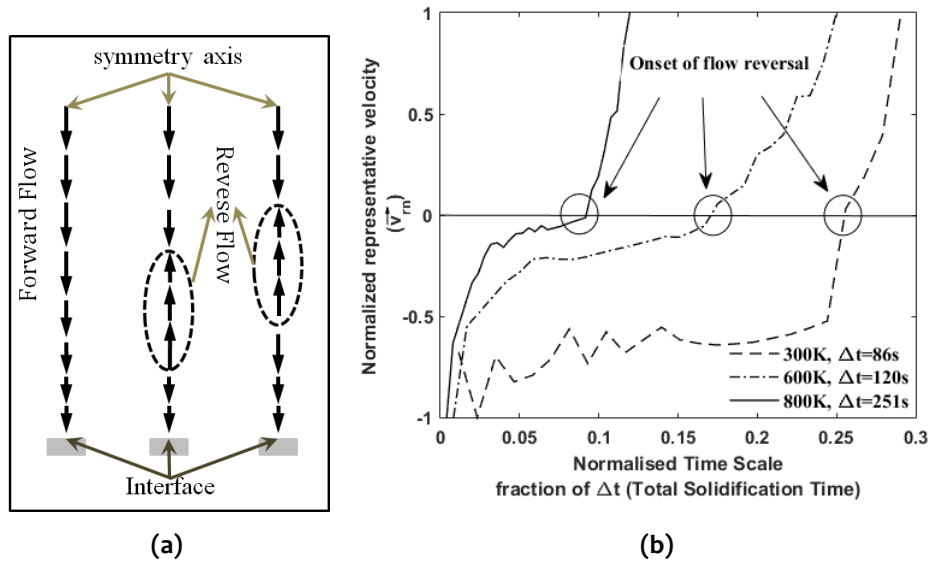 symmetry axis
Forward Flow
Revese Flow
Interface
(a)
Normalized representative velocity
(v⃗rn)
1
0.5
0
-0.5
-1
Onset of flow reversal
300K, Δt=86s
600K, Δt=120s
800K, Δt=251s
0 0.05 0.1 0.15 0.2 0.25 0.3
Normalised Time Scale
fraction of Δt (Total Solidification Time)
(b)